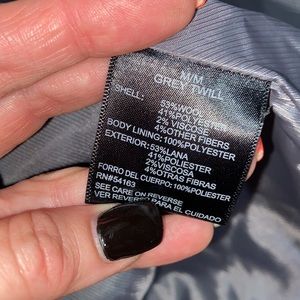 M/M
GREY TWILL
SHELL: 53%WOOL
41%POLYESTER
2% VISCOSE
4%OTHER FIBERS
BODY LINING: 100%POLYESTER
EXTERIOR: 53%LANA
41% POLIESTER
2%VISCOSA
4%OTRAS FIBRAS
FORRO DEL CUERPO: 100%POLIESTER
RN#54163
SEE CARE ON REVERSE
VER REVERSO PARA EL CUIDADO